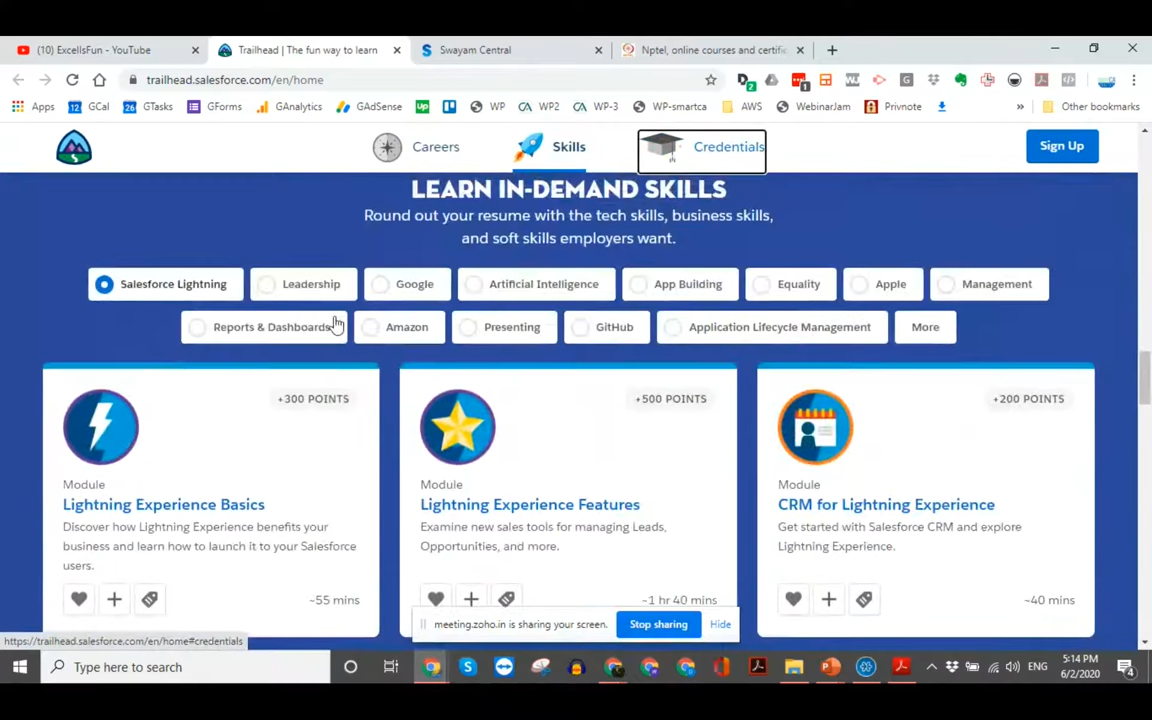 (10) ExcelIsFun - YouTube
Trailhead | The fun way to learn
Swayam Central
Nptel, online courses and certific
trailhead.salesforce.com/en/home
Apps GCal GTasks GForms GAnalytics GAdSense WP WP2 WP-3 WP-smartca AWS WebinarJam Privnote » Other bookmarks
Careers Skills Credentials Sign Up
LEARN IN-DEMAND SKILLS
Round out your resume with the tech skills, business skills,
and soft skills employers want.
Salesforce Lightning Leadership Google Artificial Intelligence App Building Equality Apple Management
Reports & Dashboards Amazon Presenting GitHub Application Lifecycle Management More
+300 POINTS +500 POINTS +200 POINTS
Module Module Module
Lightning Experience Basics Lightning Experience Features CRM for Lightning Experience
Discover how Lightning Experience benefits your Examine new sales tools for managing Leads, Get started with Salesforce CRM and explore
business and learn how to launch it to your Salesforce Opportunities, and more. Lightning Experience.
users.
~55 mins ~1 hr 40 mins ~40 mins
meeting.zoho.in is sharing your screen. Stop sharing Hide
https://trailhead.salesforce.com/en/home#credentials
Type here to search
ENG
5:14 PM
6/2/2020
4